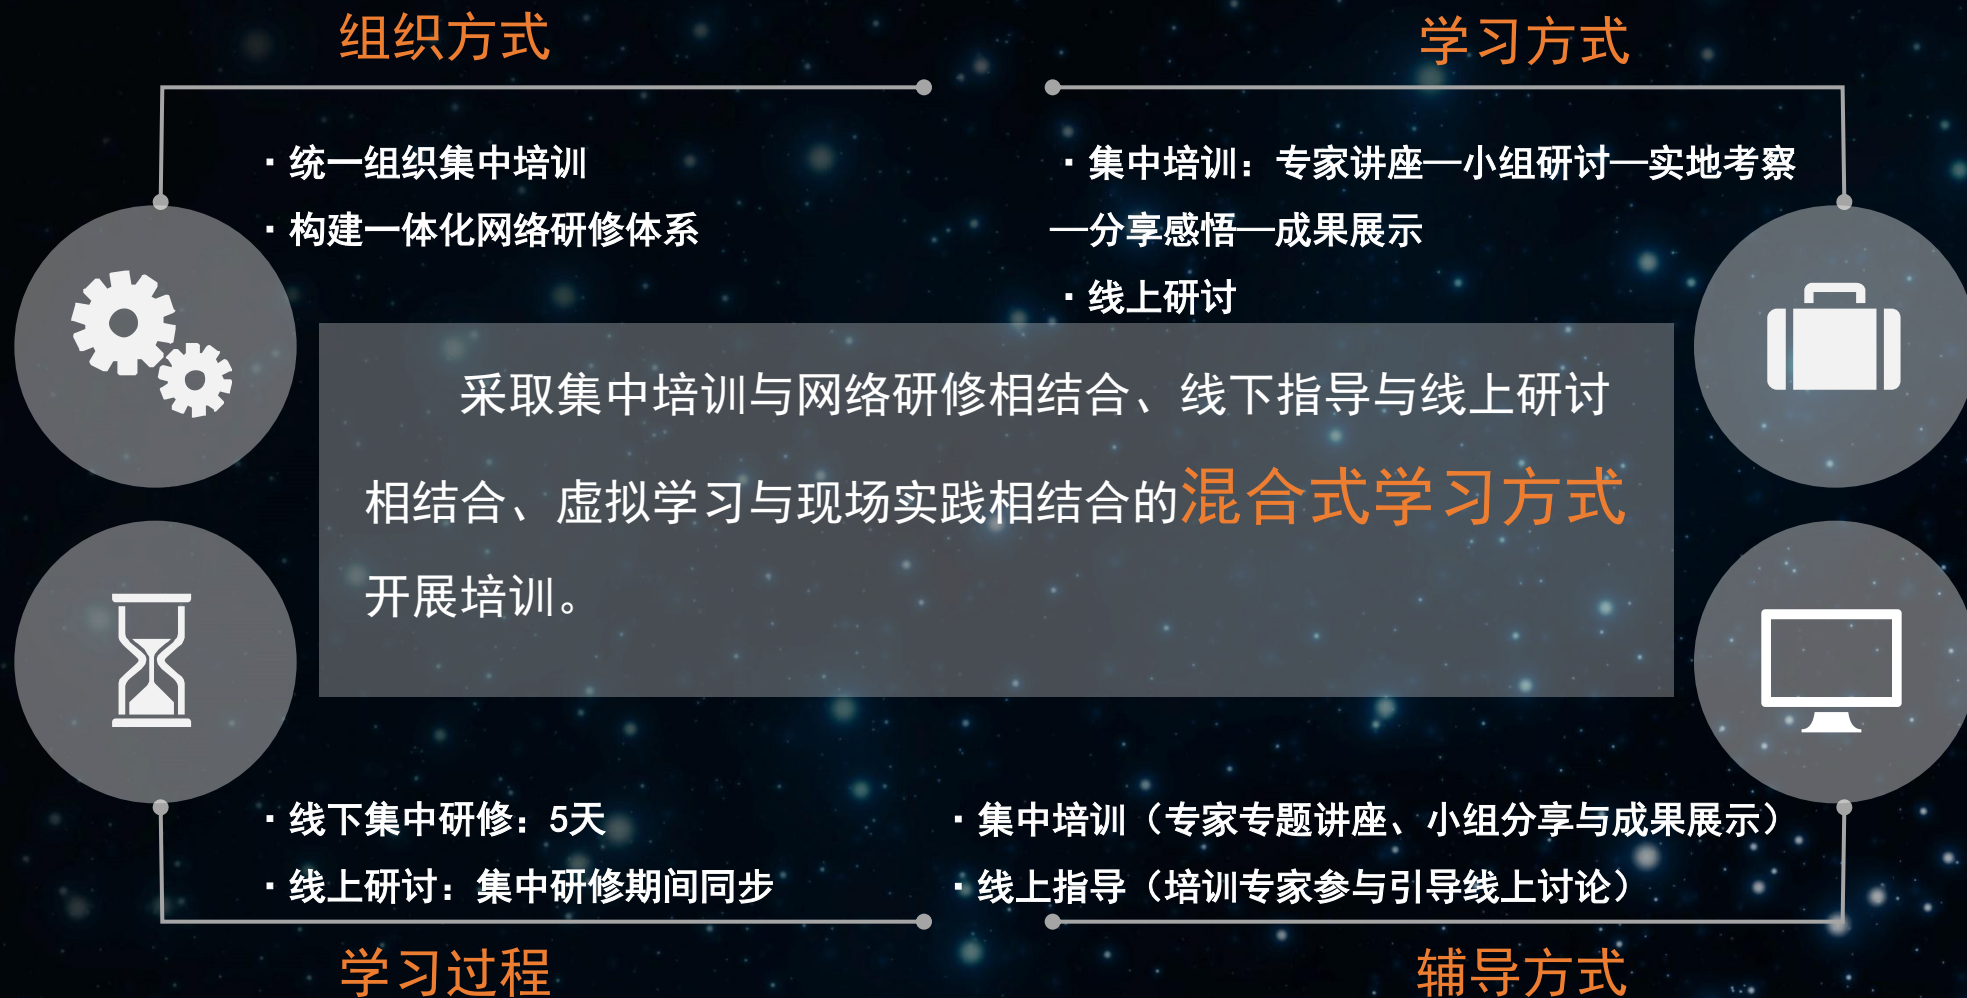 组织方式
· 统一组织集中培训
· 构建一体化网络研修体系
学习方式
· 集中培训：专家讲座—小组研讨—实地考察
—分享感悟—成果展示
· 线上研讨
采取集中培训与网络研修相结合、线下指导与线上研讨
相结合、虚拟学习与现场实践相结合的混合式学习方式
开展培训。
· 线下集中研修：5天
· 线上研讨：集中研修期间同步
学习过程
· 集中培训（专家专题讲座、小组分享与成果展示）
· 线上指导（培训专家参与引导线上讨论）
辅导方式